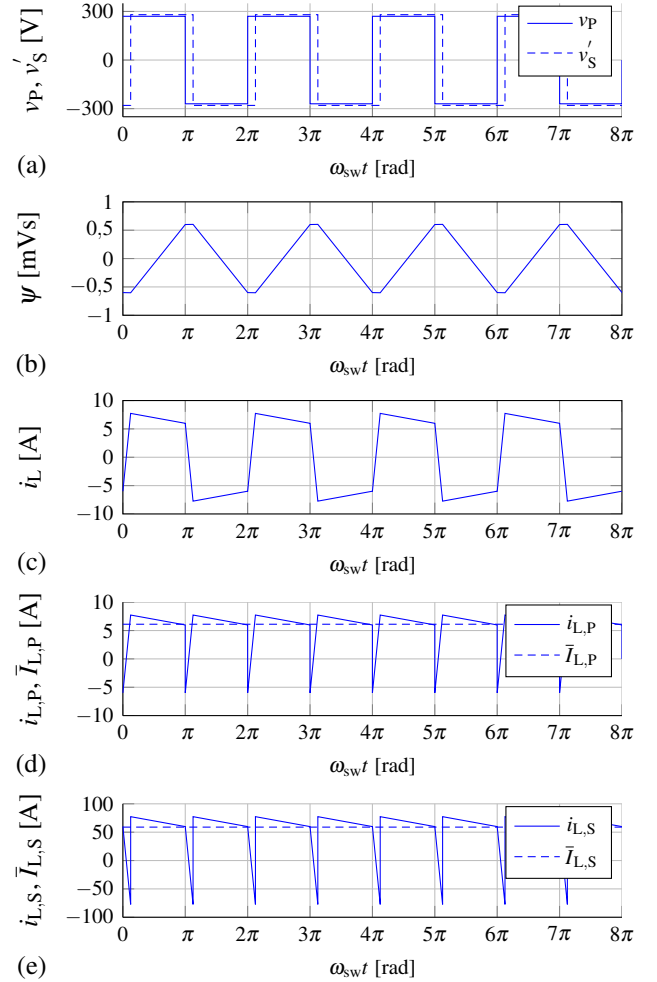 300
0
−300
v_P, v′_S [V]
v_P
v′_S
0 π 2π 3π 4π 5π 6π 7π 8π
(a)
ω_sw t [rad]
1
0,5
0
−0,5
−1
ψ [mVs]
0 π 2π 3π 4π 5π 6π 7π 8π
(b)
ω_sw t [rad]
10
5
0
−5
−10
i_L [A]
0 π 2π 3π 4π 5π 6π 7π 8π
(c)
ω_sw t [rad]
10
5
0
−5
−10
i_L,P, Ī_L,P [A]
i_L,P
Ī_L,P
0 π 2π 3π 4π 5π 6π 7π 8π
(d)
ω_sw t [rad]
100
50
0
−50
−100
i_L,S, Ī_L,S [A]
i_L,S
Ī_L,S
0 π 2π 3π 4π 5π 6π 7π 8π
(e)
ω_sw t [rad]